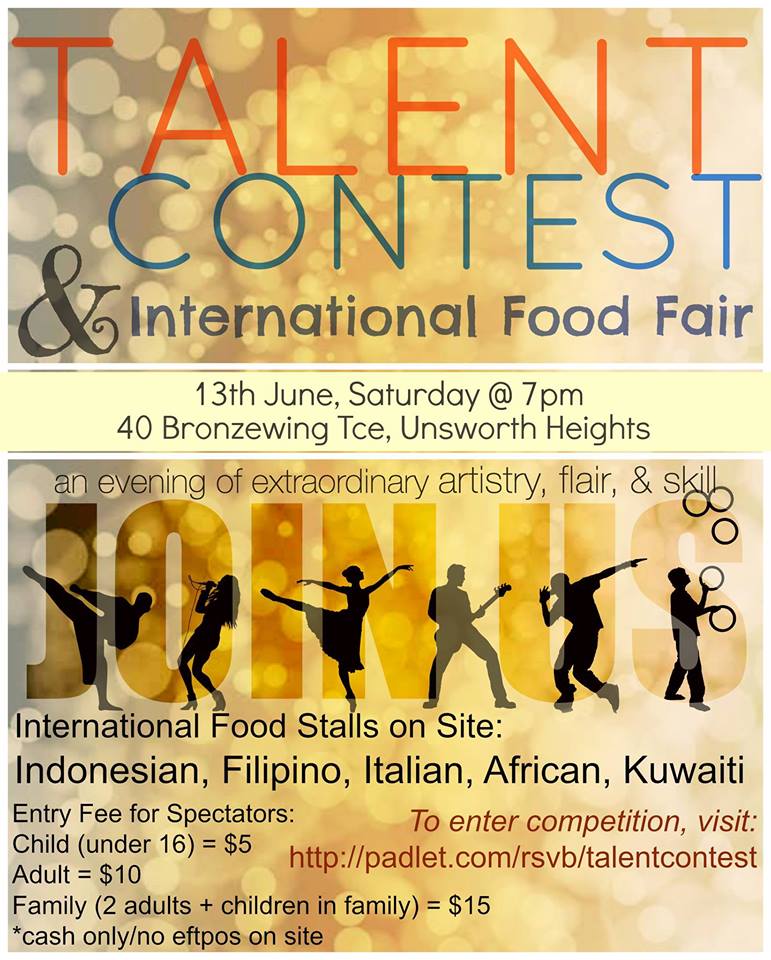 TALENT
CONTEST
& International Food Fair
13th June, Saturday @ 7pm
40 Bronzewing Tce, Unsworth Heights
an evening of extraordinary artistry, flair, & skill
JOIN US
International Food Stalls on Site:
Indonesian, Filipino, Italian, African, Kuwaiti
Entry Fee for Spectators:
Child (under 16) = $5
Adult = $10
Family (2 adults + children in family) = $15
*cash only/no eftpos on site
To enter competition, visit:
http://padlet.com/rsvb/talentcontest